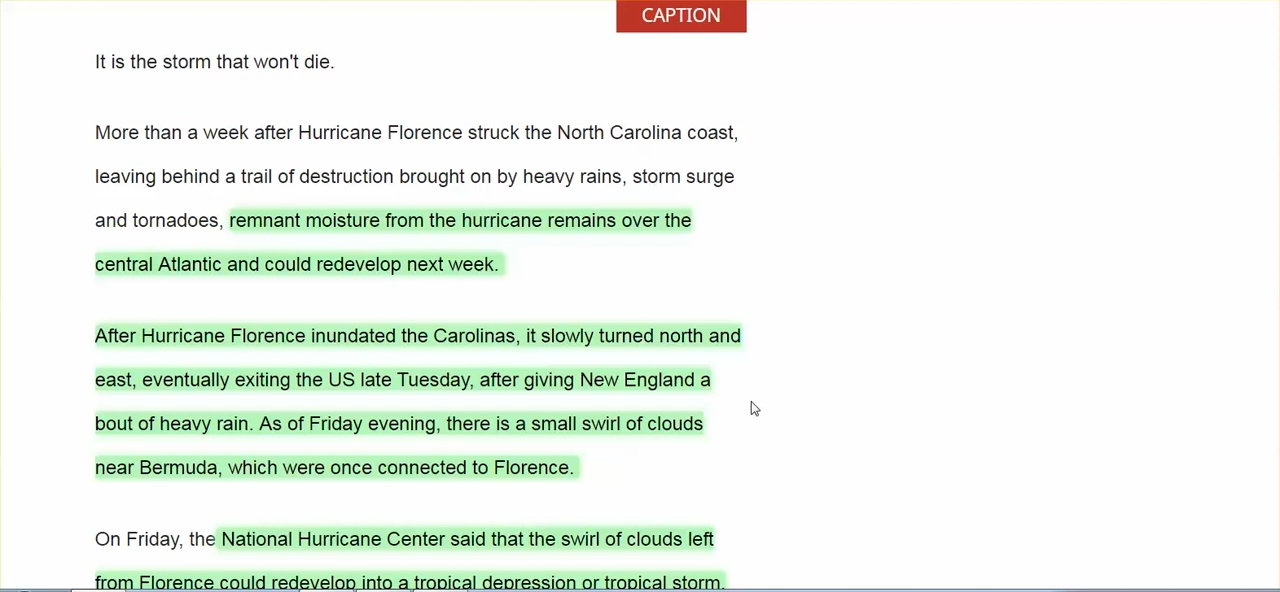 CAPTION
It is the storm that won't die.
More than a week after Hurricane Florence struck the North Carolina coast,
leaving behind a trail of destruction brought on by heavy rains, storm surge
and tornadoes, remnant moisture from the hurricane remains over the
central Atlantic and could redevelop next week.
After Hurricane Florence inundated the Carolinas, it slowly turned north and
east, eventually exiting the US late Tuesday, after giving New England a
bout of heavy rain. As of Friday evening, there is a small swirl of clouds
near Bermuda, which were once connected to Florence.
On Friday, the National Hurricane Center said that the swirl of clouds left
from Florence could redevelop into a tropical depression or tropical storm.